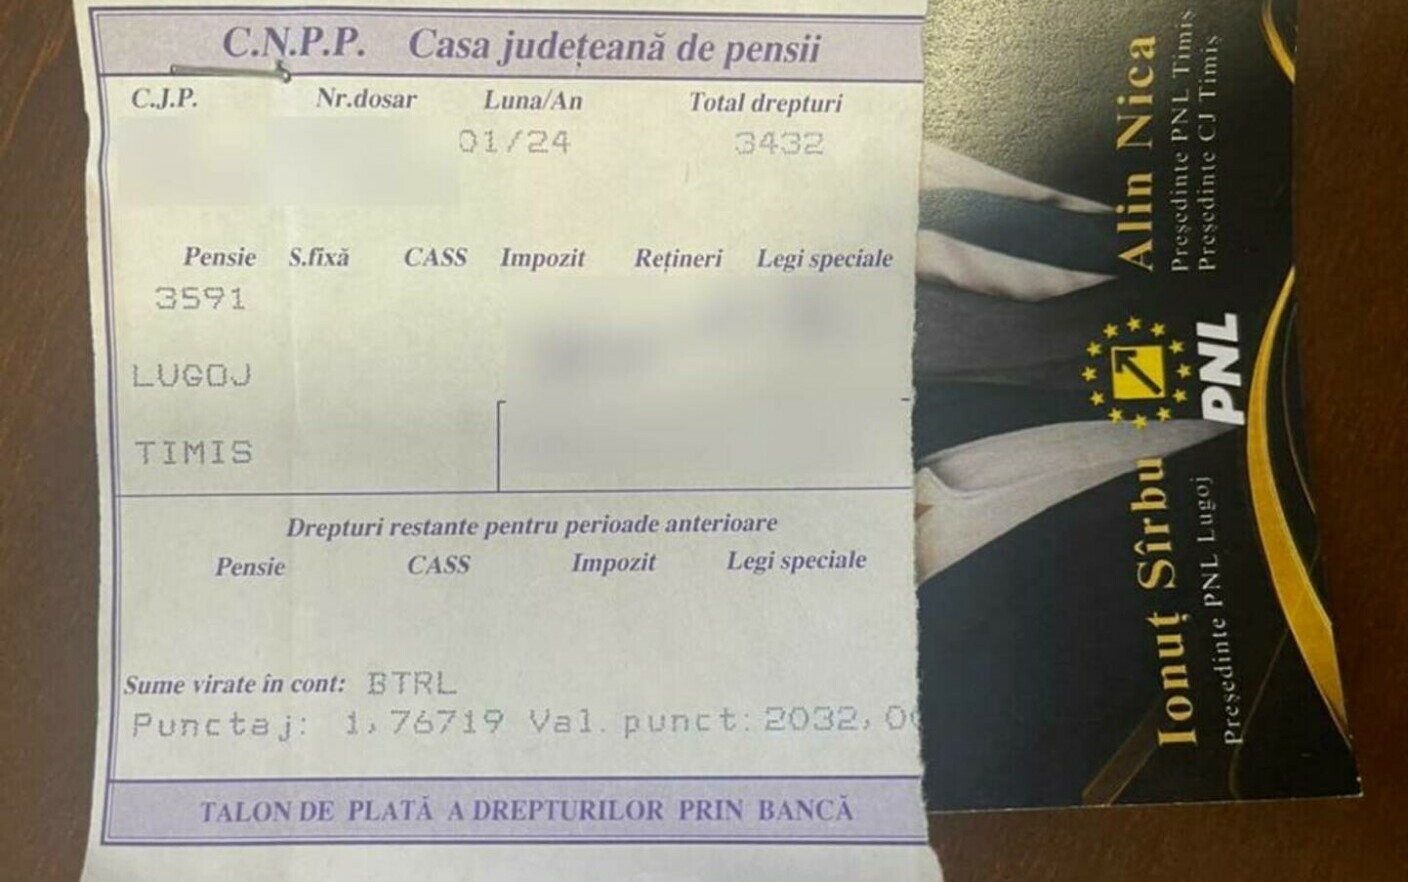 C.N.P.P. Casa județeană de pensii
C.J.P. Nr.dosar Luna/An Total drepturi
01/24 3432
Pensie S.fixă CASS Impozit Rețineri Legi speciale
3591
LUGOJ
TIMIS
Drepturi restante pentru perioade anterioare
Pensie CASS Impozit Legi speciale
Sume virate în cont: BTRL
Punctaj: 1,76719 Val. punct: 2032,0
TALON DE PLATĂ A DREPTURILOR PRIN BANCĂ
Alin Nica
Președinte PNL Timiș
Președinte CJ Timiș
PNL
Ionuț Sîrbu
Președinte PNL Lugoj